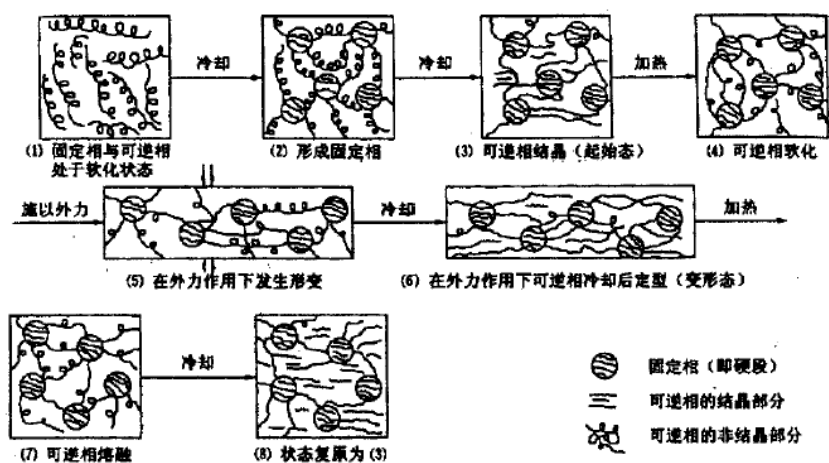 冷却
冷却
加热
(1) 固定相与可逆相
处于软化状态
(2) 形成固定相
(3) 可逆相结晶（起始态）
(4) 可逆相软化
施以外力
冷却
加热
(5) 在外力作用下发生形变
(6) 在外力作用下可逆相冷却后定型（变形态）
冷却
固定相（即硬段）
可逆相的结晶部分
可逆相的非结晶部分
(7) 可逆相熔融
(8) 状态复原为 (3)